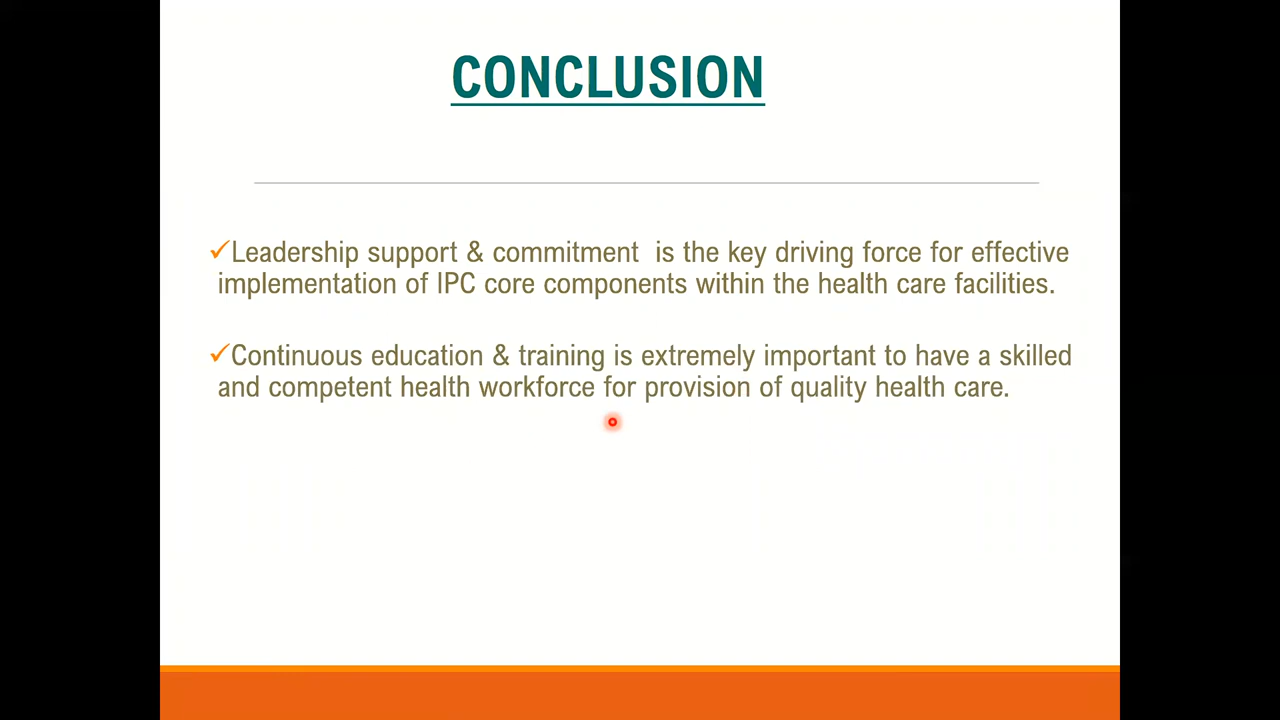 CONCLUSION
✓Leadership support & commitment  is the key driving force for effective
implementation of IPC core components within the health care facilities.
✓Continuous education & training is extremely important to have a skilled
and competent health workforce for provision of quality health care.